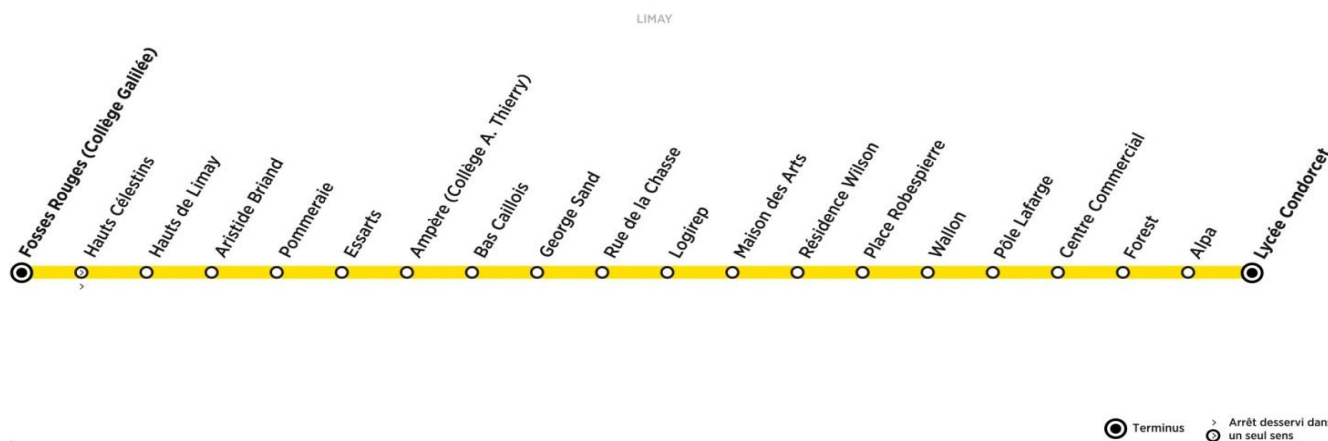 LIMAY
Fosses Rouges (Collège Galilée)
Hauts Célestins
Hauts de Limay
Aristide Briand
Pommeraie
Essarts
Ampère (Collège A. Thierry)
Bas Caillois
George Sand
Rue de la Chasse
Logirep
Maison des Arts
Résidence Wilson
Place Robespierre
Wallon
Pôle Lafarge
Centre Commercial
Forest
Alpa
Lycée Condorcet
Terminus
Arrêt desservi dans
un seul sens